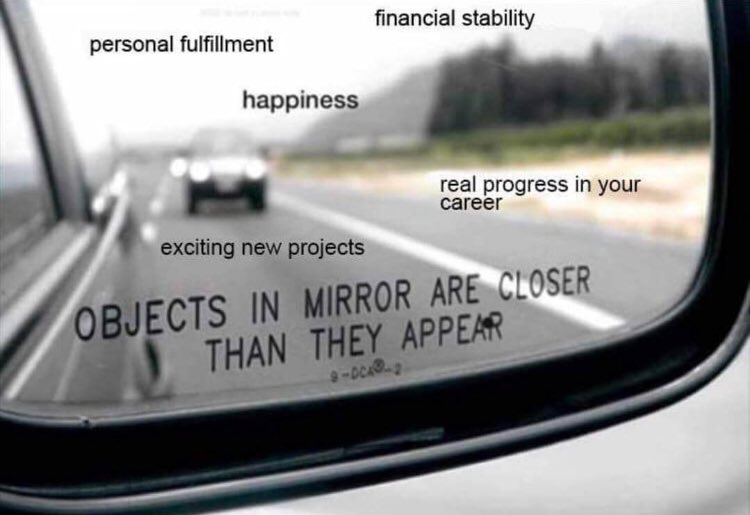 financial stability
personal fulfillment
happiness
real progress in your
career
exciting new projects
OBJECTS IN MIRROR ARE CLOSER
THAN THEY APPEAR